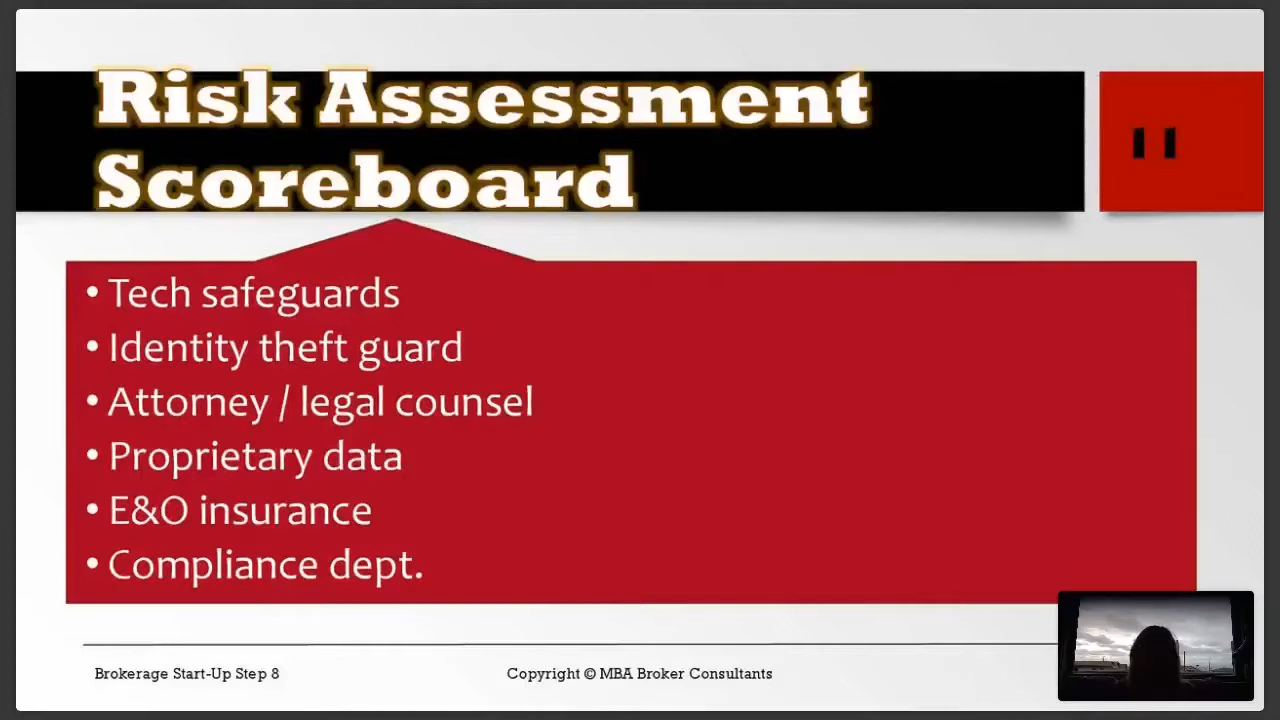 Risk Assessment
Scoreboard
11
• Tech safeguards
• Identity theft guard
• Attorney / legal counsel
• Proprietary data
• E&O insurance
• Compliance dept.
Brokerage Start-Up Step 8
Copyright © MBA Broker Consultants